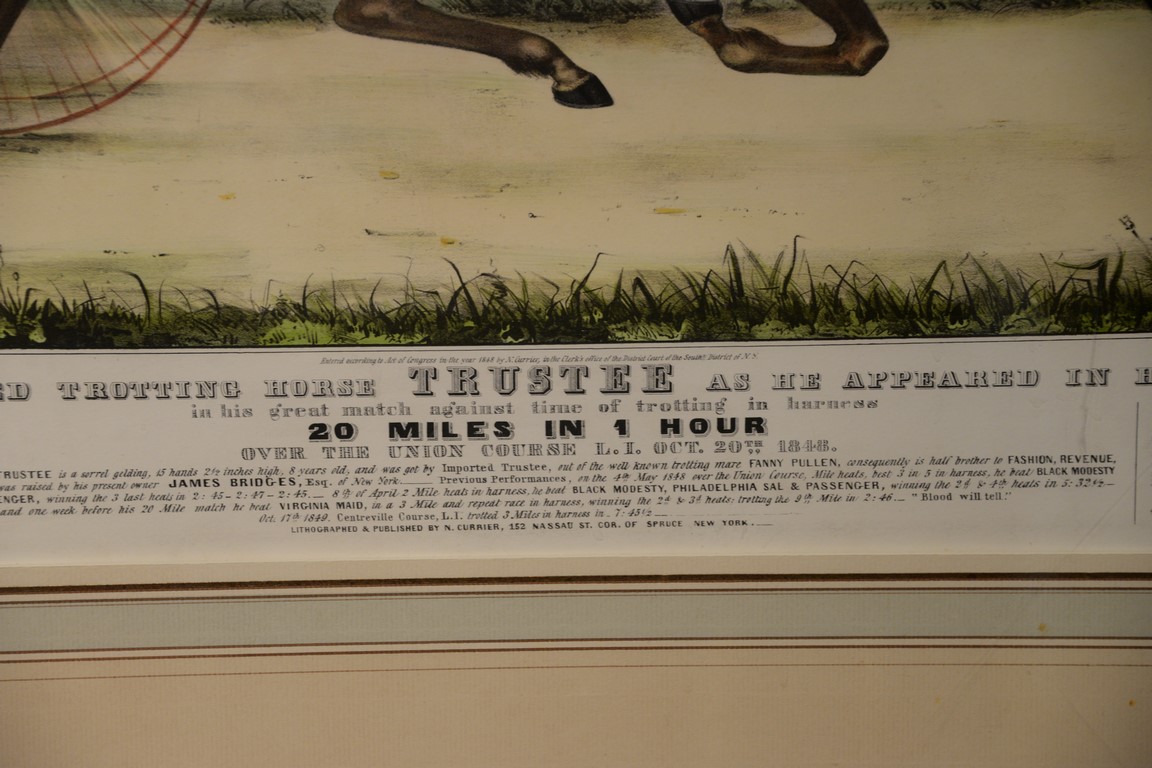 Entered according to Act of Congress in the year 1848 by N. Currier, in the Clerk's office of the District Court of the South.n District of N.Y.
ED TROTTING HORSE TRUSTEE AS HE APPEARED IN H
in his great match against time of trotting in harness
20 MILES IN 1 HOUR
OVER THE UNION COURSE L.I. OCT. 20TH 1848.
TRUSTEE is a sorrel gelding, 15 hands 2½ inches high, 8 years old, and was got by Imported Trustee, out of the well known trotting mare FANNY PULLEN, consequently is half brother to FASHION, REVENUE,
was raised by his present owner JAMES BRIDGES, Esq. of New York. Previous Performances, on the 4th May 1848 over the Union Course, Mile heats, best 3 in 5 in harness, he beat BLACK MODESTY
ENGER, winning the 3 last heats in 2:45-2:47-2:45. 8th of April 2 Mile heats in harness, he beat BLACK MODESTY, PHILADELPHIA SAL & PASSENGER, winning the 2d & 4th heats in 5:32½
and one week before his 20 Mile match he beat VIRGINIA MAID, in a 3 Mile and repeat race in harness, winning the 2d & 3d heats: trotting the 9th Mile in 2:46. "Blood will tell."
Oct. 17th 1849. Centreville Course, L.I. trotted 3 Miles in harness in 7:45½
LITHOGRAPHED & PUBLISHED BY N. CURRIER, 152 NASSAU ST. COR. OF SPRUCE NEW YORK.